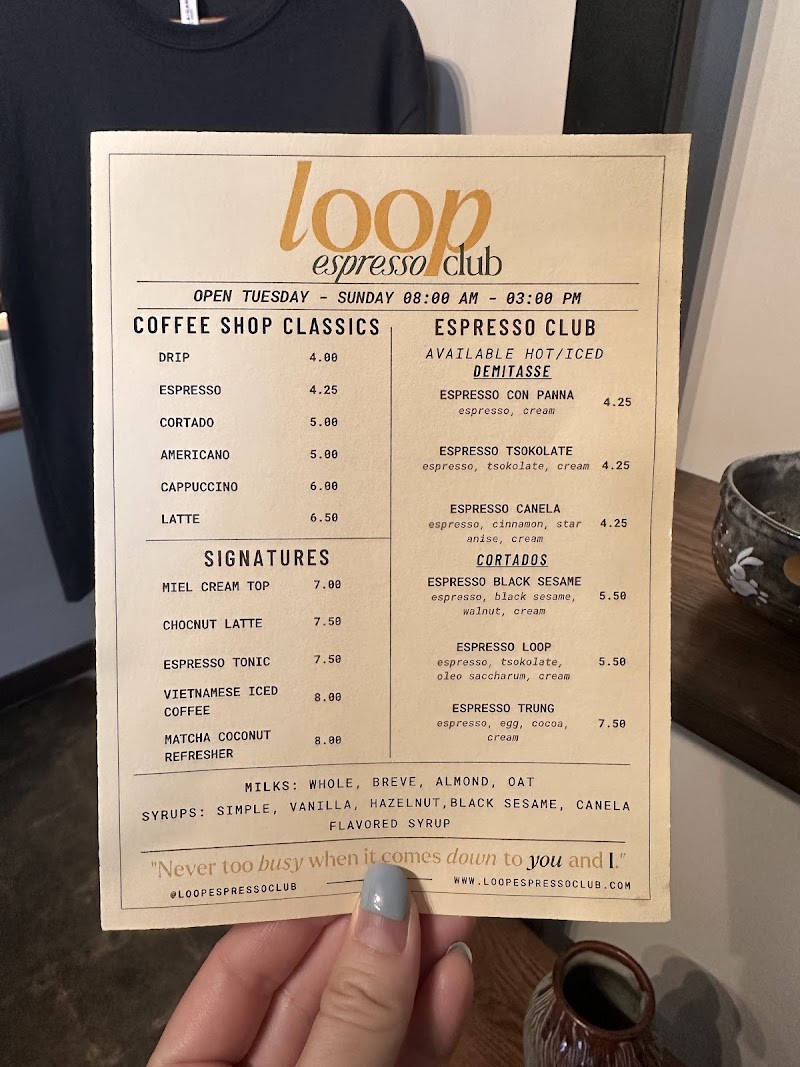 loop
espresso club
OPEN TUESDAY - SUNDAY 08:00 AM - 03:00 PM
COFFEE SHOP CLASSICS
DRIP 4.00
ESPRESSO 4.25
CORTADO 5.00
AMERICANO 5.00
CAPPUCCINO 6.00
LATTE 6.50
SIGNATURES
MIEL CREAM TOP 7.00
CHOCNUT LATTE 7.50
ESPRESSO TONIC 7.50
VIETNAMESE ICED
COFFEE 8.00
MATCHA COCONUT
REFRESHER 8.00
ESPRESSO CLUB
AVAILABLE HOT/ICED
DEMITASSE
ESPRESSO CON PANNA 4.25
espresso, cream
ESPRESSO TSOKOLATE
espresso, tsokolate, cream 4.25
ESPRESSO CANELA
espresso, cinnamon, star 4.25
anise, cream
CORTADOS
ESPRESSO BLACK SESAME
espresso, black sesame, 5.50
walnut, cream
ESPRESSO LOOP
espresso, tsokolate, 5.50
oleo saccharum, cream
ESPRESSO TRUNG
espresso, egg, cocoa, 7.50
cream
MILKS: WHOLE, BREVE, ALMOND, OAT
SYRUPS: SIMPLE, VANILLA, HAZELNUT,BLACK SESAME, CANELA
FLAVORED SYRUP
"Never too busy when it comes down to you and I."
@LOOPESPRESSOCLUB WWW.LOOPESPRESSOCLUB.COM